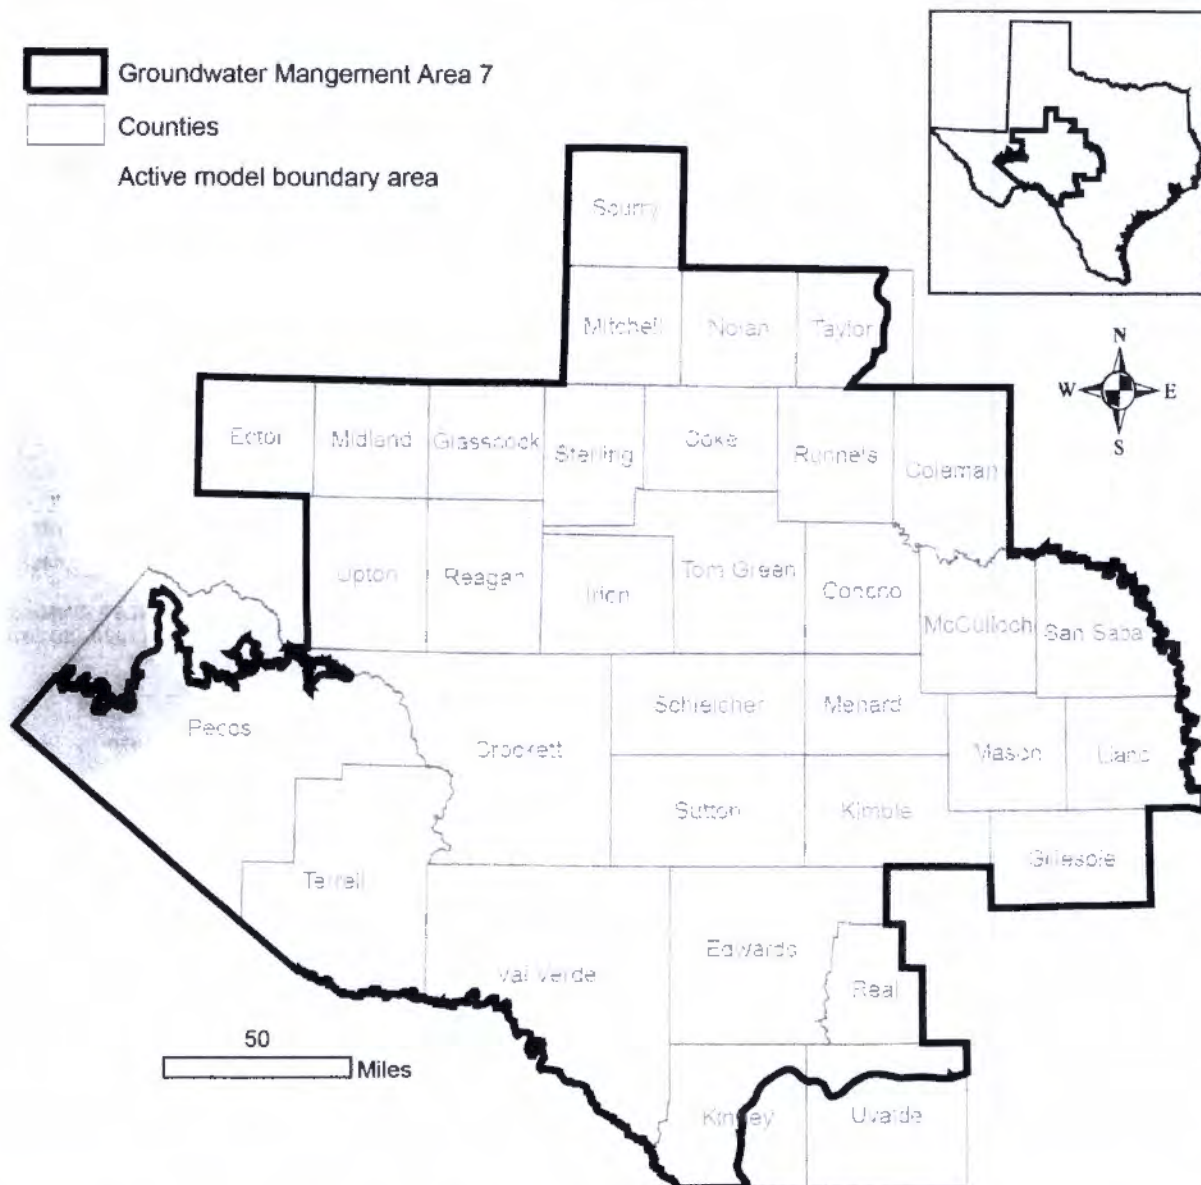 Groundwater Mangement Area 7
Counties
Active model boundary area
N
W E
S
Scurry
Mitchell Nolan Taylor
Ector Midland Glasscock Sterling Coke Runnels Coleman
Upton Reagan Irion Tom Green Concho McCulloch San Saba
Pecos Crockett Schleicher Menard Mason Llano
Sutton Kimble Gillespie
Terrell Val Verde Edwards Real
50
Miles
Kinney Uvalde